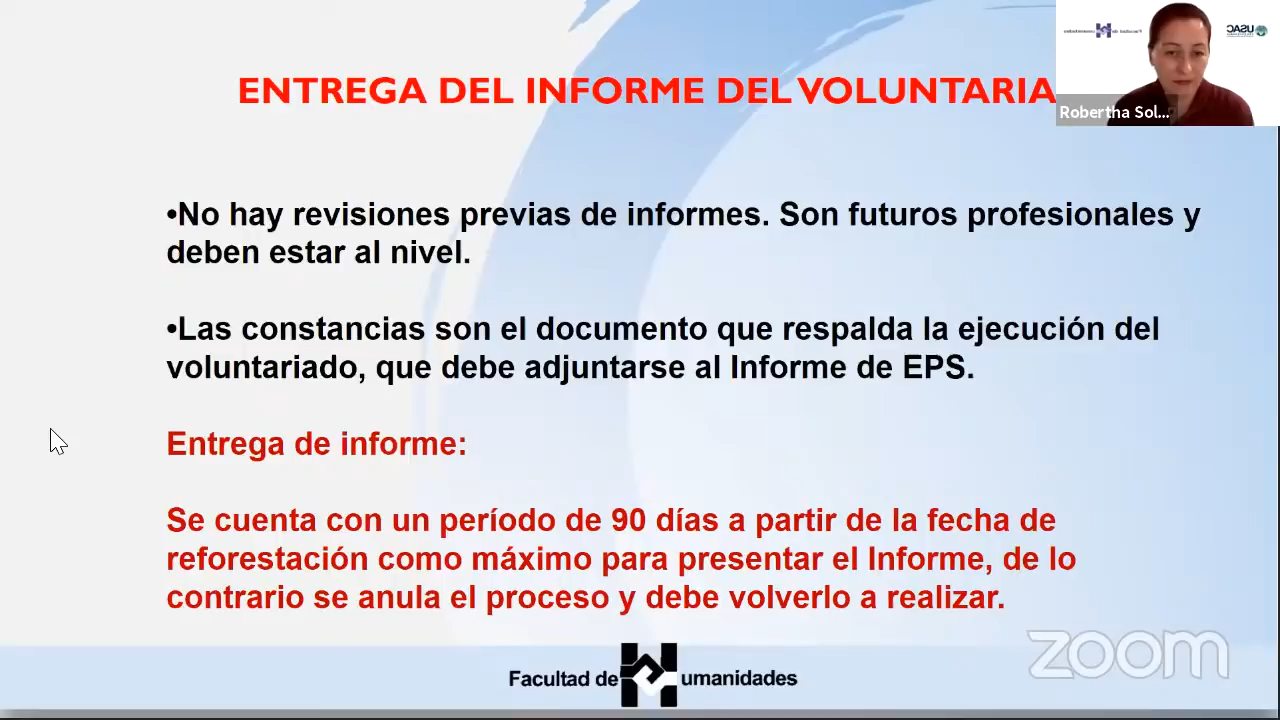 ENTREGA DEL INFORME DEL VOLUNTARIA
USAC
Robertha Sol...
•No hay revisiones previas de informes. Son futuros profesionales y
deben estar al nivel.
•Las constancias son el documento que respalda la ejecución del
voluntariado, que debe adjuntarse al Informe de EPS.
Entrega de informe:
Se cuenta con un período de 90 días a partir de la fecha de
reforestación como máximo para presentar el Informe, de lo
contrario se anula el proceso y debe volverlo a realizar.
zoom
Facultad de Humanidades